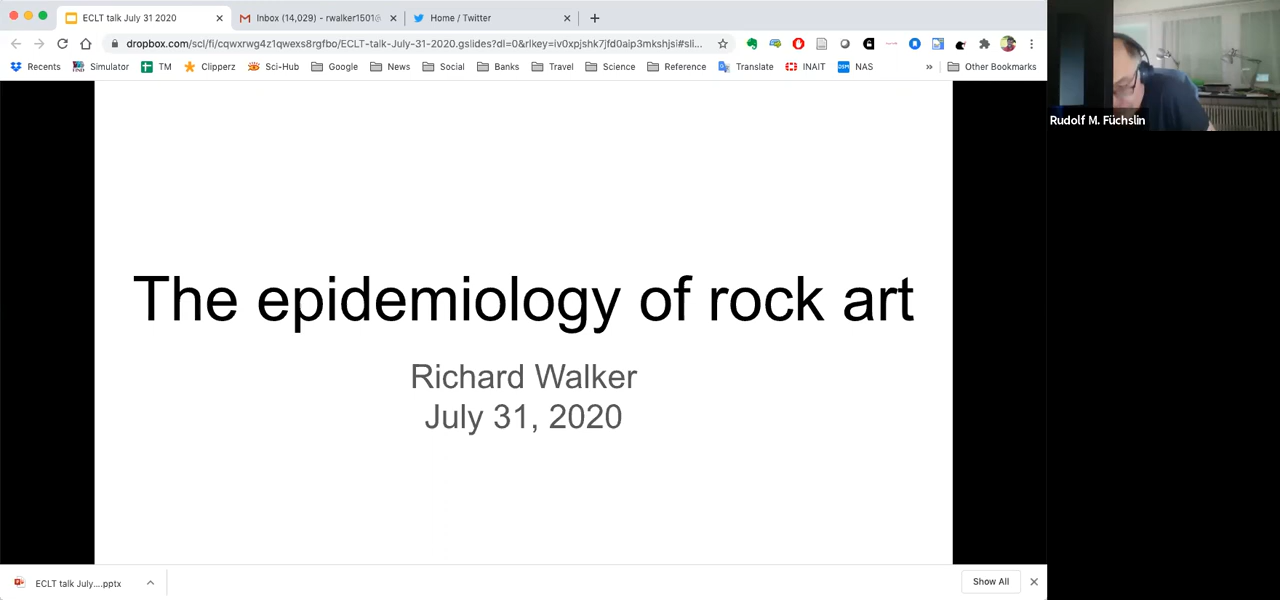 ECLT talk July 31 2020
Inbox (14,029) - rwalker1501@
Home / Twitter
dropbox.com/scl/fi/cqwxrwg4z1qwexs8rgfbo/ECLT-talk-July-31-2020.gslides?dl=0&rlkey=iv0xpjshk7jfd0aip3mkshjsi#sli...
Recents
Simulator
TM
Clipperz
Sci-Hub
Google
News
Social
Banks
Travel
Science
Reference
Translate
INAIT
NAS
»
Other Bookmarks
Rudolf M. Füchslin
The epidemiology of rock art
Richard Walker
July 31, 2020
ECLT talk July....pptx
Show All